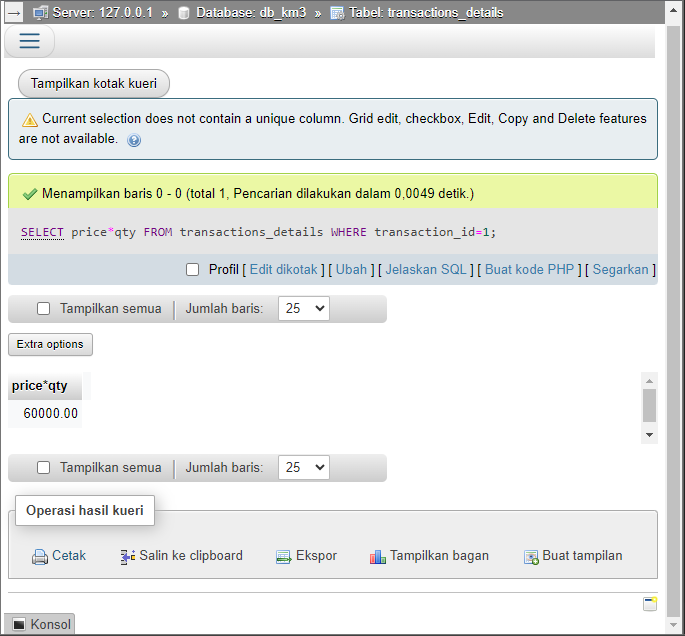 Server: 127.0.0.1 » Database: db_km3 » Tabel: transactions_details
Tampilkan kotak kueri
Current selection does not contain a unique column. Grid edit, checkbox, Edit, Copy and Delete features
are not available.
Menampilkan baris 0 - 0 (total 1, Pencarian dilakukan dalam 0,0049 detik.)
SELECT price*qty FROM transactions_details WHERE transaction_id=1;
Profil [ Edit dikotak ] [ Ubah ] [ Jelaskan SQL ] [ Buat kode PHP ] [ Segarkan ]
Tampilkan semua Jumlah baris: 25
Extra options
price*qty
60000.00
Tampilkan semua Jumlah baris: 25
Operasi hasil kueri
Cetak Salin ke clipboard Ekspor Tampilkan bagan Buat tampilan
Konsol